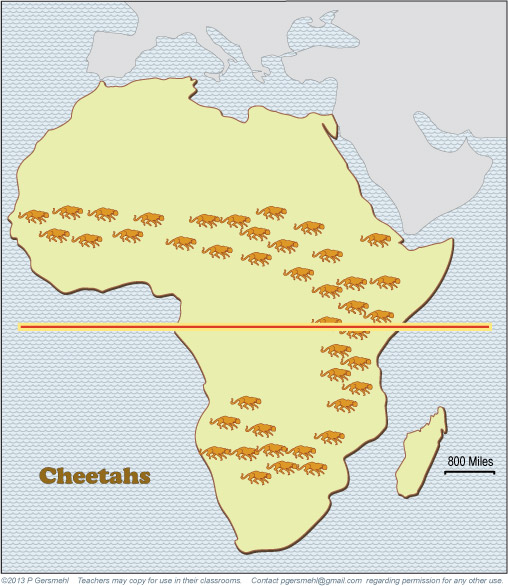 800 Miles
Cheetahs
©2013 P Gersmehl Teachers may copy for use in their classrooms. Contact pgersmehl@gmail.com regarding permission for any other use.